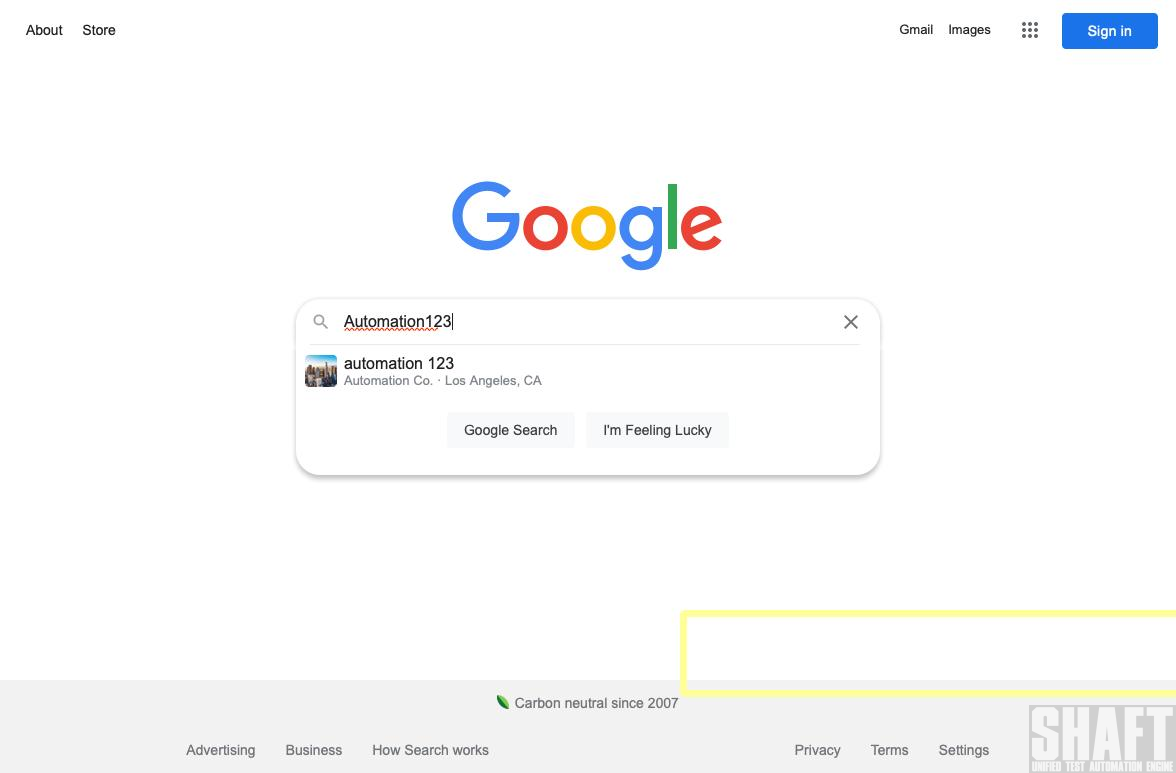 About Store
Gmail Images
Sign in
Google
Automation123
automation 123
Automation Co. · Los Angeles, CA
Google Search
I'm Feeling Lucky
Carbon neutral since 2007
Advertising Business How Search works
Privacy Terms Settings
SHAFT
UNIFIED TEST AUTOMATION ENGINE